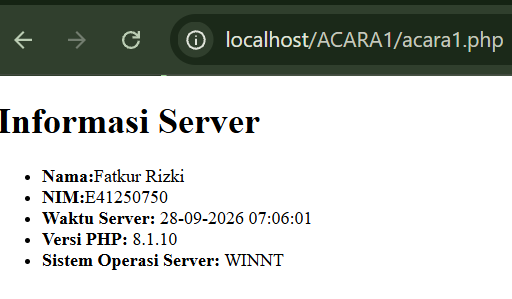 localhost/ACARA1/acara1.php
Informasi Server
Nama:Fatkur Rizki
NIM:E41250750
Waktu Server: 28-09-2026 07:06:01
Versi PHP: 8.1.10
Sistem Operasi Server: WINNT